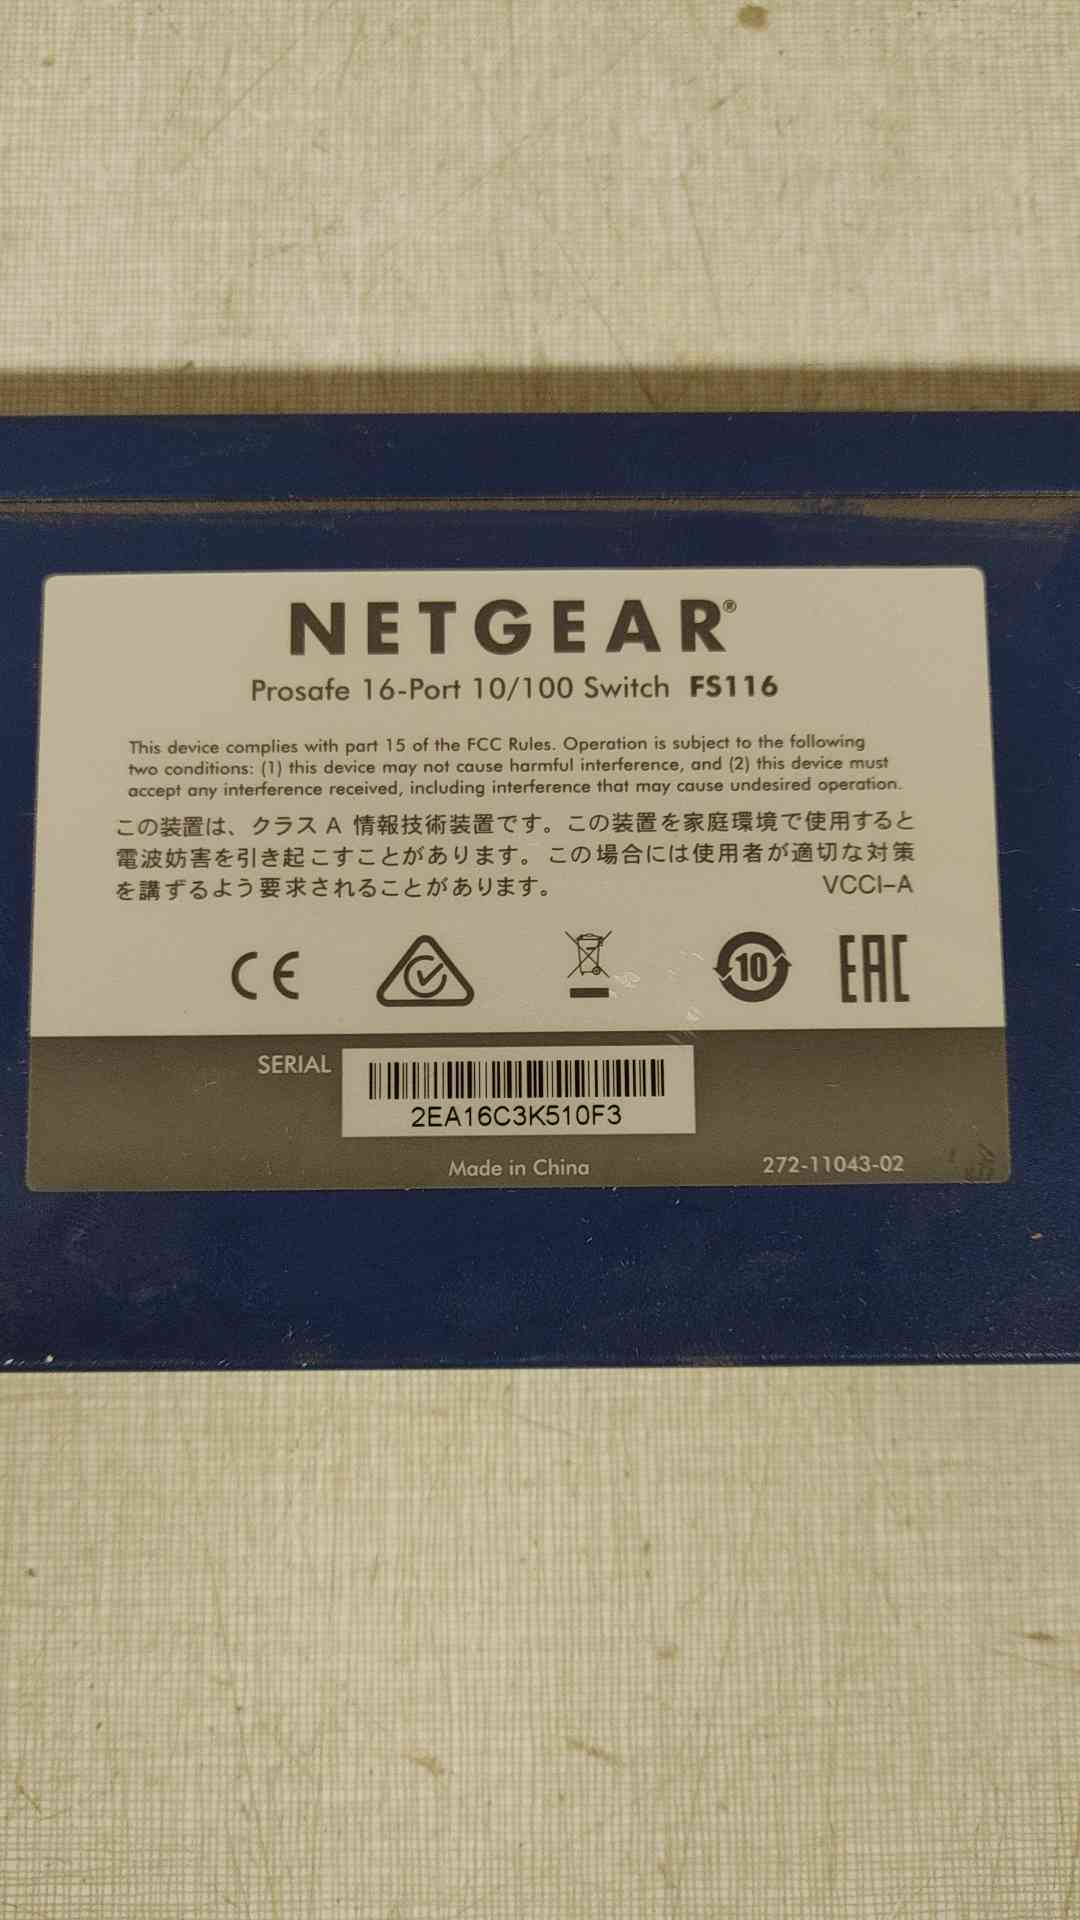 NETGEAR®
Prosafe 16-Port 10/100 Switch FS116
This device complies with part 15 of the FCC Rules. Operation is subject to the following
two conditions: (1) this device may not cause harmful interference, and (2) this device must
accept any interference received, including interference that may cause undesired operation.
この装置は、クラス A 情報技術装置です。この装置を家庭環境で使用すると
電波妨害を引き起こすことがあります。この場合には使用者が適切な対策
を講ずるよう要求されることがあります。 VCCI-A
CE 10 EAC
SERIAL
2EA16C3K510F3
Made in China 272-11043-02